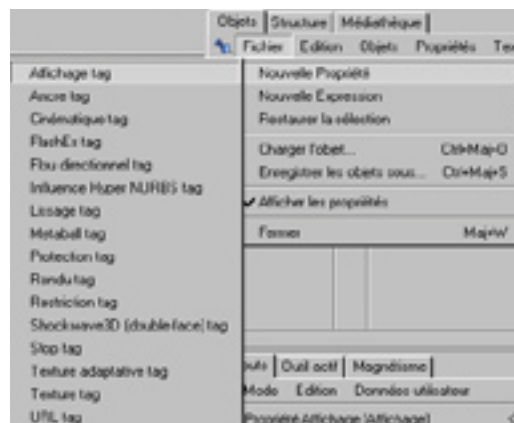 Objets Structure Médiathèque
Fichier Edition Objets Propriétés
Affichage tag
Ancre tag
Cinématique tag
FlashEx tag
Flou directionnel tag
Influence Hyper NURBS tag
Lissage tag
Metaball tag
Protection tag
Rendu tag
Restriction tag
Shockwave3D (double-face) tag
Stop tag
Texture adaptative tag
Texture tag
URL tag
Nouvelle Propriété
Nouvelle Expression
Restaurer la sélection
Charger l'objet... Ctrl+Maj+O
Enregistrer les objets sous... Ctrl+Maj+S
Afficher les propriétés
Fermer Maj+W
Outil actif Magnétisme
Mode Edition Données utilisateur
Propriété Affichage [Affichage]